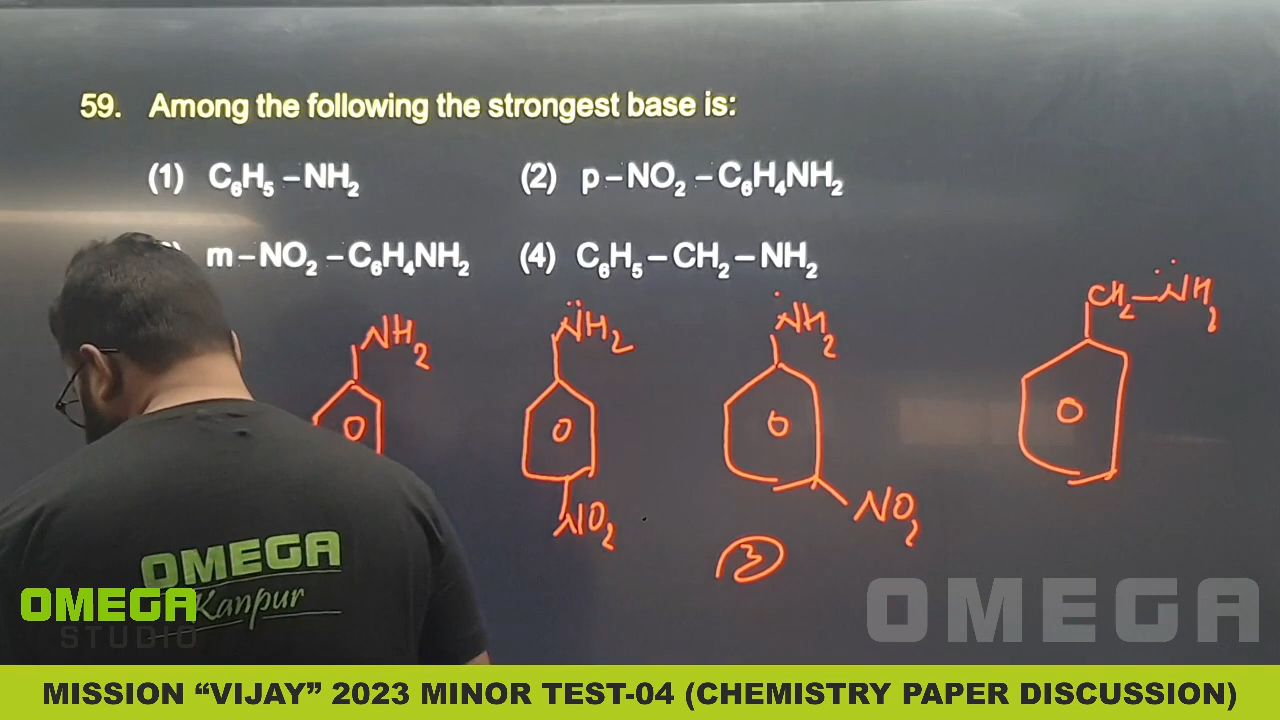 59. Among the following the strongest base is:
(1) C₆H₅ – NH₂ (2) p – NO₂ – C₆H₄NH₂
m – NO₂ – C₆H₄NH₂ (4) C₆H₅ – CH₂ – NH₂
NH₂ NH₂ NH₂ CH₂–NH₂
NO₂ NO₂
3
OMEGA
Kanpur
OMEGA
STUDIO
OMEGA
MISSION “VIJAY” 2023 MINOR TEST-04 (CHEMISTRY PAPER DISCUSSION)